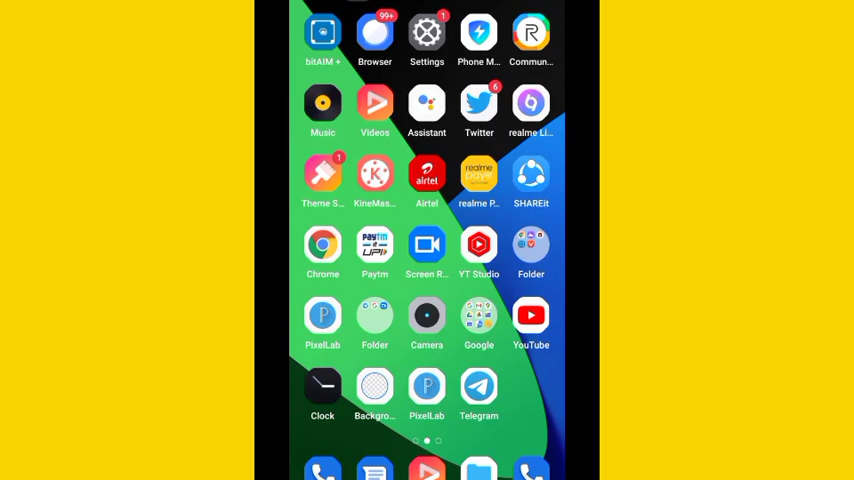 99+
1
bitAIM +
Browser
Settings
Phone M...
Commun...
6
Music
Videos
Assistant
Twitter
realme Li...
1
airtel
realme
Theme S...
KineMas...
Airtel
realme P...
SHAREit
Paytm
UPI
Chrome
Paytm
Screen R...
YT Studio
Folder
PixelLab
Folder
Camera
Google
YouTube
Clock
Backgro...
PixelLab
Telegram